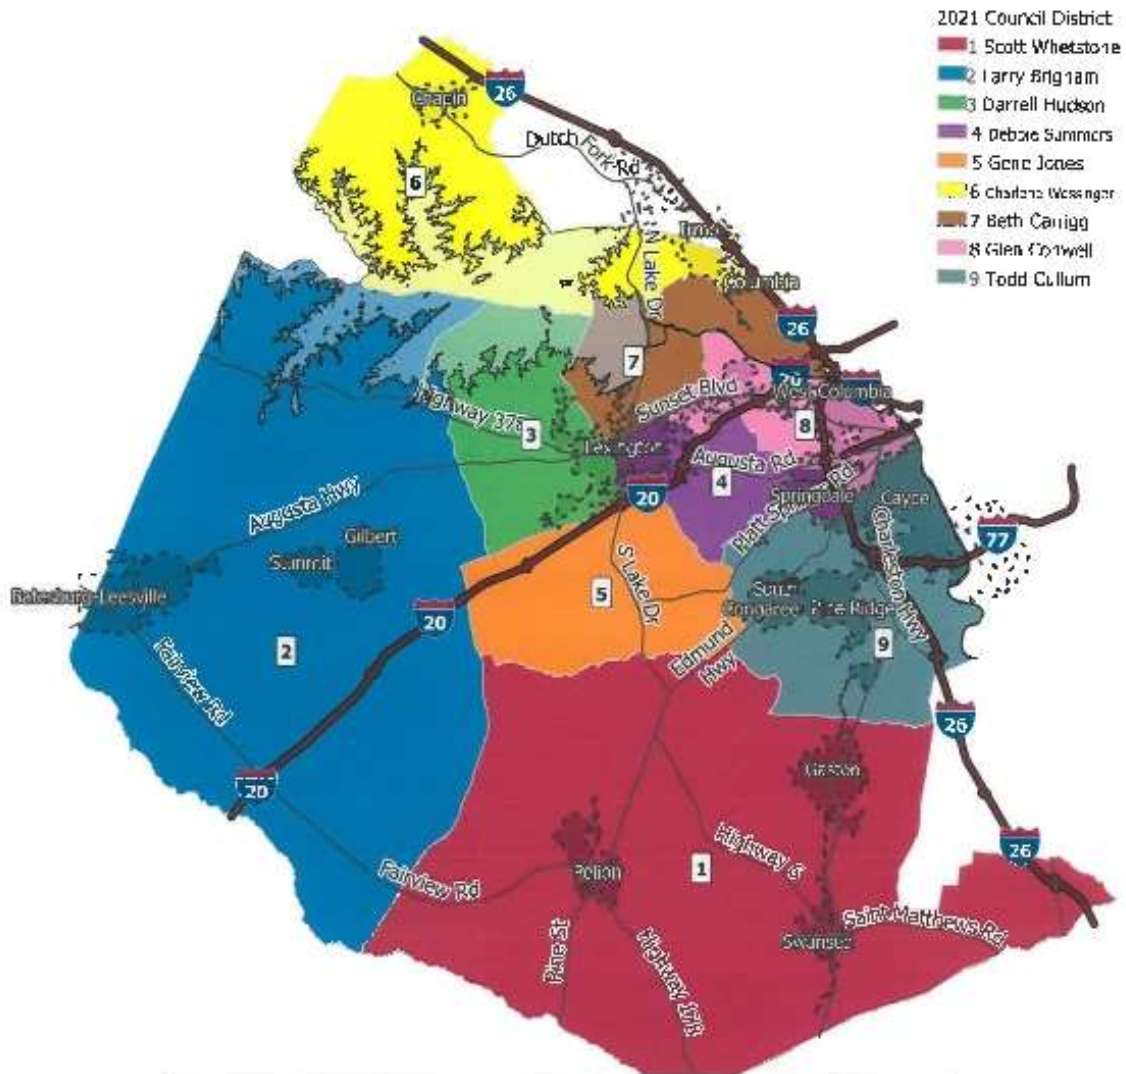 2021 Council District
1 Scott Whetstone
2 Larry Brigham
3 Darrell Hudson
4 Debbie Summers
5 Gene Jones
6 Charlene Wessinger
7 Beth Carrigg
8 Glen Conwell
9 Todd Cullum
26
Chapin
Dutch Fork Rd
6
Irmo
N Lake Dr
Columbia
26
7
20
Sunset Blvd
West Columbia
Highway 378
3
8
Lexington
Augusta Rd
4
20
Springdale
Cayce
Augusta Hwy
Matt Rd
Gilbert
Summit
77
Charleston Hwy
S Lake Dr
Batesburg-Leesville
5
South
Congaree
Pine Ridge
20
2
Edmund
Hwy
9
Fairview Rd
26
Gaston
20
Highway 6
26
Pelion
1
Fairview Rd
Saint Matthews Rd
Swansea
Pine St
Highway